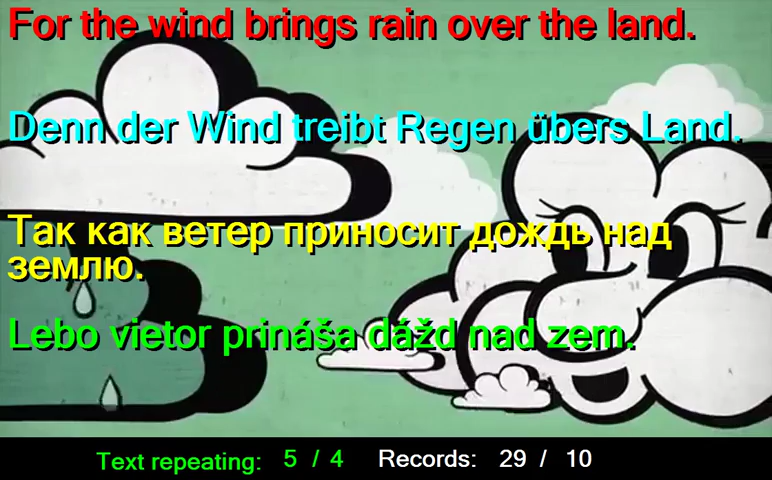 For the wind brings rain over the land.
Denn der Wind treibt Regen übers Land.
Так как ветер приносит дождь над
землю.
Lebo vietor prináša dážd nad zem.
Text repeating: 5 / 4 Records: 29 / 10